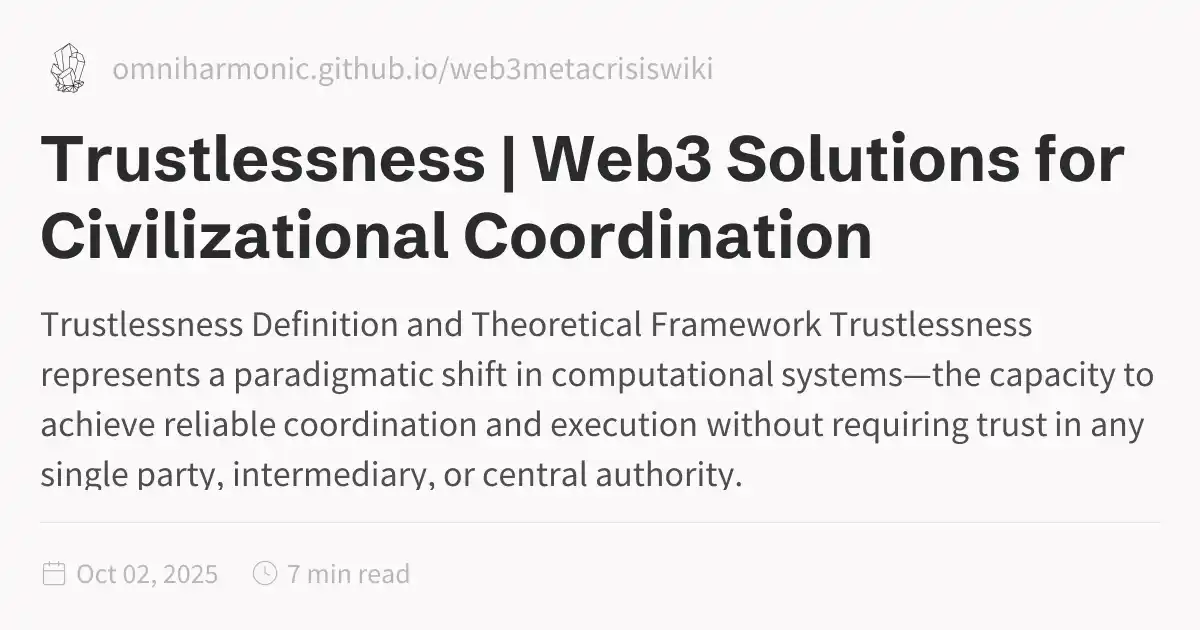 omniharmonic.github.io/web3metacrisiswiki
Trustlessness | Web3 Solutions for
Civilizational Coordination
Trustlessness Definition and Theoretical Framework Trustlessness
represents a paradigmatic shift in computational systems—the capacity to
achieve reliable coordination and execution without requiring trust in any
single party, intermediary, or central authority.
Oct 02, 2025 7 min read